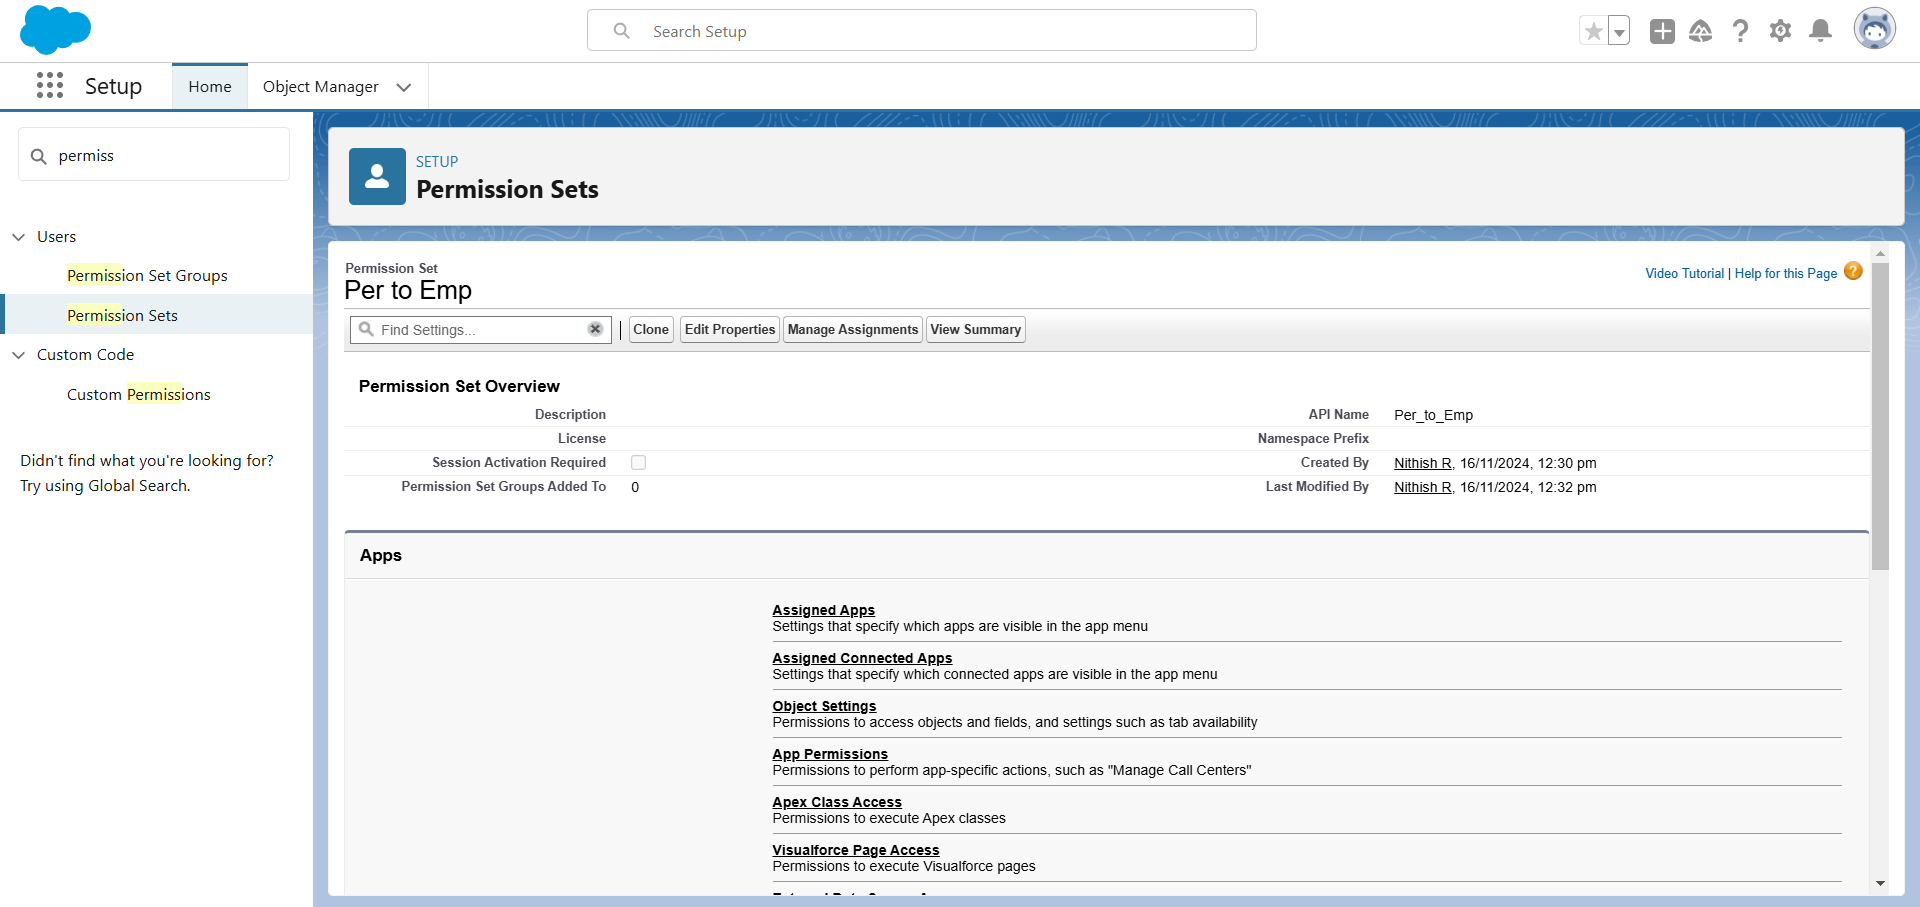 Search Setup
Setup
Home
Object Manager
permiss
Users
Permission Set Groups
Permission Sets
Custom Code
Custom Permissions
Didn't find what you're looking for?
Try using Global Search.
SETUP
Permission Sets
Permission Set
Per to Emp
Video Tutorial | Help for this Page ?
Find Settings...
Clone
Edit Properties
Manage Assignments
View Summary
Permission Set Overview
Description
API Name Per_to_Emp
License
Namespace Prefix
Session Activation Required
Created By Nithish R, 16/11/2024, 12:30 pm
Permission Set Groups Added To 0
Last Modified By Nithish R, 16/11/2024, 12:32 pm
Apps
Assigned Apps
Settings that specify which apps are visible in the app menu
Assigned Connected Apps
Settings that specify which connected apps are visible in the app menu
Object Settings
Permissions to access objects and fields, and settings such as tab availability
App Permissions
Permissions to perform app-specific actions, such as "Manage Call Centers"
Apex Class Access
Permissions to execute Apex classes
Visualforce Page Access
Permissions to execute Visualforce pages